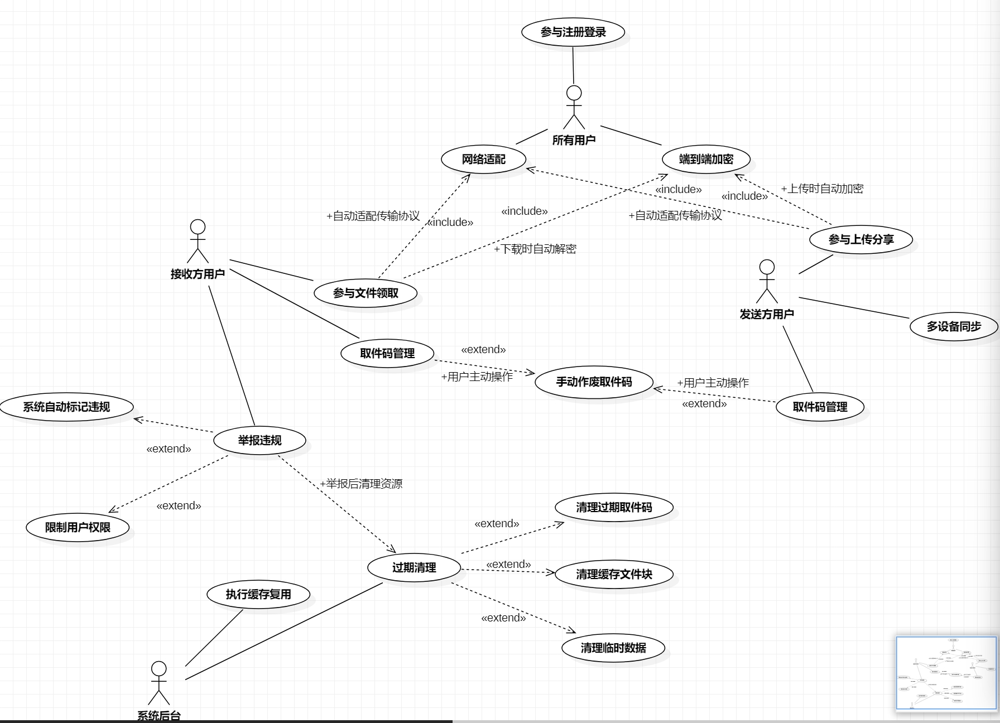 参与注册登录
所有用户
网络适配
端到端加密
«include»
+上传时自动加密
«include»
«include»
+自动适配传输协议
«include»
+自动适配传输协议
参与上传分享
+下载时自动解密
接收方用户
参与文件领取
发送方用户
多设备同步
取件码管理
«extend»
+用户主动操作
手动作废取件码
+用户主动操作
«extend»
取件码管理
系统自动标记违规
举报违规
«extend»
+举报后清理资源
«extend»
限制用户权限
清理过期取件码
«extend»
过期清理
«extend»
清理缓存文件块
执行缓存复用
«extend»
清理临时数据
系统后台